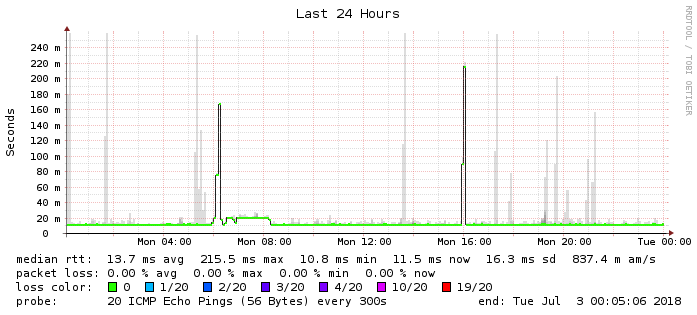 Last 24 Hours
RRDTOOL / TOBI OETIKER
Seconds
240 m
220 m
200 m
180 m
160 m
140 m
120 m
100 m
80 m
60 m
40 m
20 m
0
Mon 04:00 Mon 08:00 Mon 12:00 Mon 16:00 Mon 20:00 Tue 00:00
median rtt: 13.7 ms avg 215.5 ms max 10.8 ms min 11.5 ms now 16.3 ms sd 837.4 m am/s
packet loss: 0.00 % avg 0.00 % max 0.00 % min 0.00 % now
loss color: 0 1/20 2/20 3/20 4/20 10/20 19/20
probe: 20 ICMP Echo Pings (56 Bytes) every 300s end: Tue Jul 3 00:05:06 2018